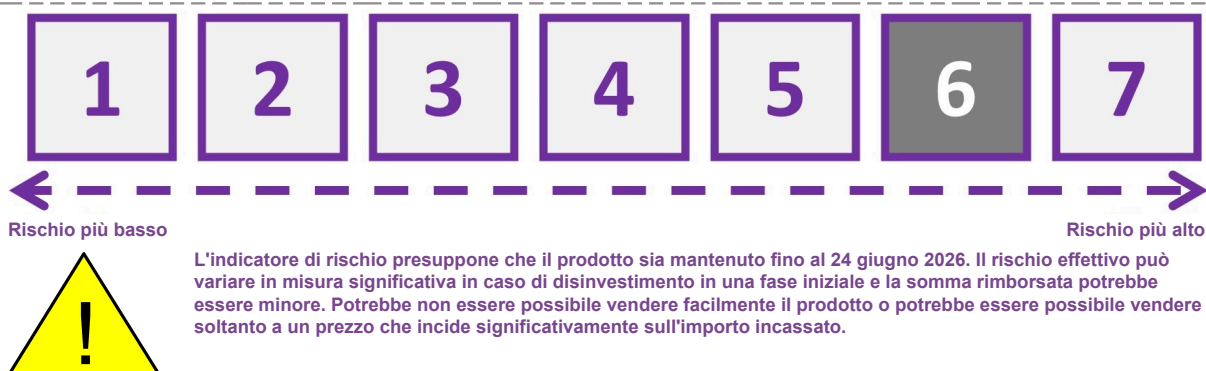 1 2 3 4 5 6 7
Rischio più basso Rischio più alto
L'indicatore di rischio presuppone che il prodotto sia mantenuto fino al 24 giugno 2026. Il rischio effettivo può
variare in misura significativa in caso di disinvestimento in una fase iniziale e la somma rimborsata potrebbe
essere minore. Potrebbe non essere possibile vendere facilmente il prodotto o potrebbe essere possibile vendere
soltanto a un prezzo che incide significativamente sull'importo incassato.
!